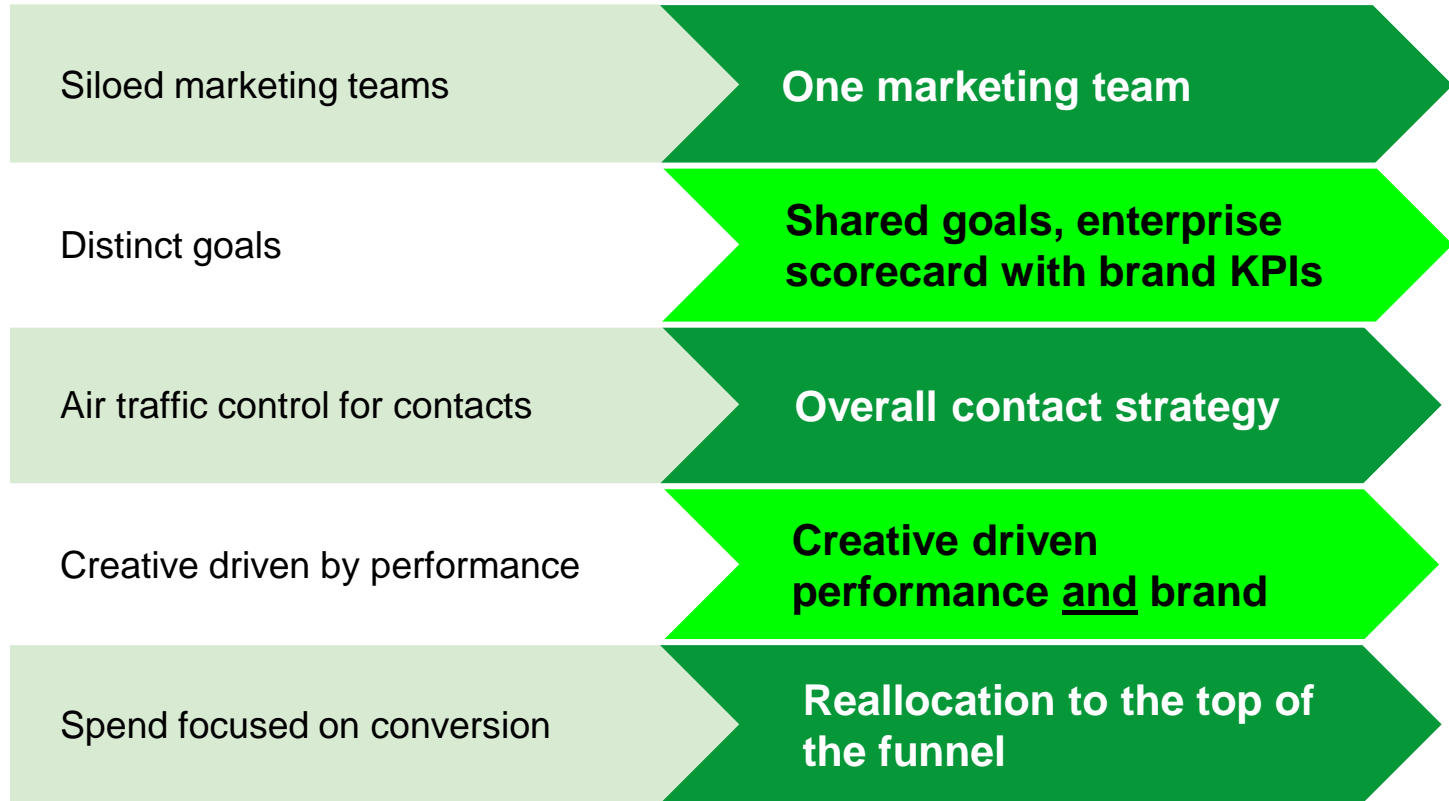 Siloed marketing teams
One marketing team
Distinct goals
Shared goals, enterprise
scorecard with brand KPIs
Air traffic control for contacts
Overall contact strategy
Creative driven by performance
Creative driven
performance and brand
Spend focused on conversion
Reallocation to the top of
the funnel